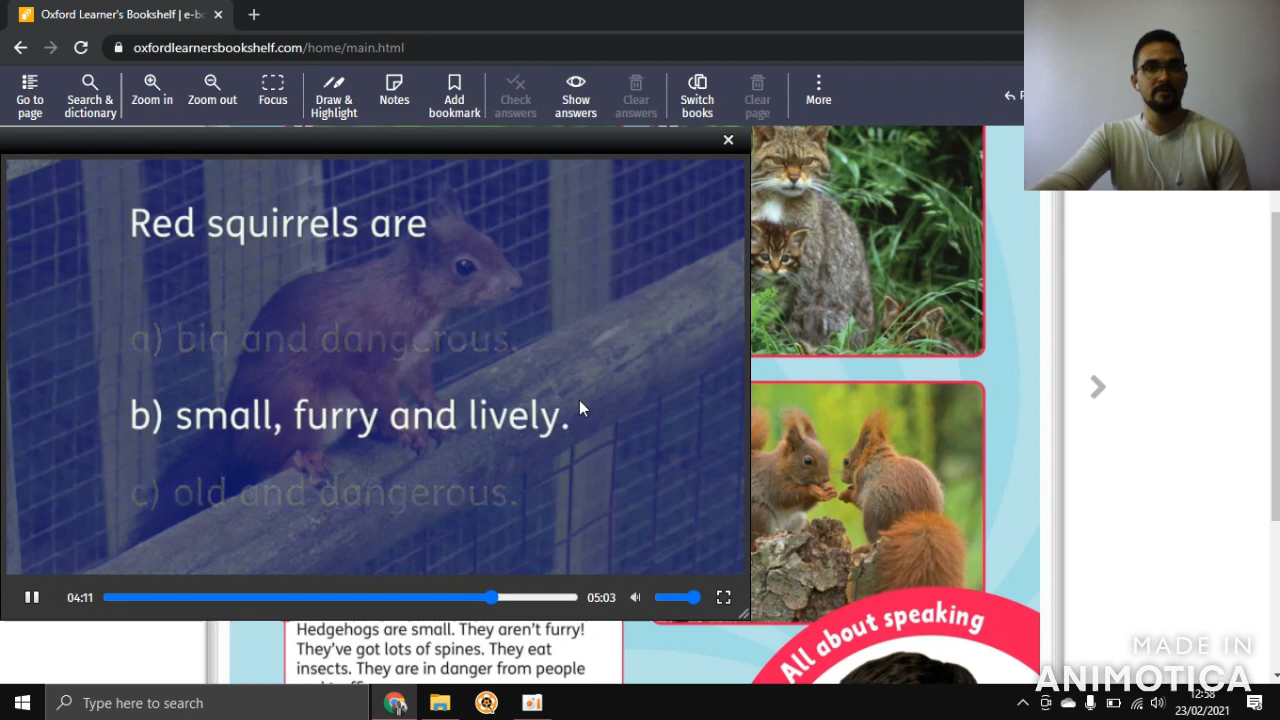 Oxford Learner's Bookshelf | e-bo
oxfordlearnersbookshelf.com/home/main.html
Go to page
Search & dictionary
Zoom in
Zoom out
Focus
Draw & Highlight
Notes
Add bookmark
Check answers
Show answers
Clear answers
Switch books
Clear page
More
Red squirrels are
a) big and dangerous.
b) small, furry and lively.
c) old and dangerous.
04:11
05:03
Hedgehogs are small. They aren't furry!
They've got lots of spines. They eat
insects. They are in danger from people
All about speaking
MADE IN
ANIMOTICA
Type here to search
12:58
23/02/2021